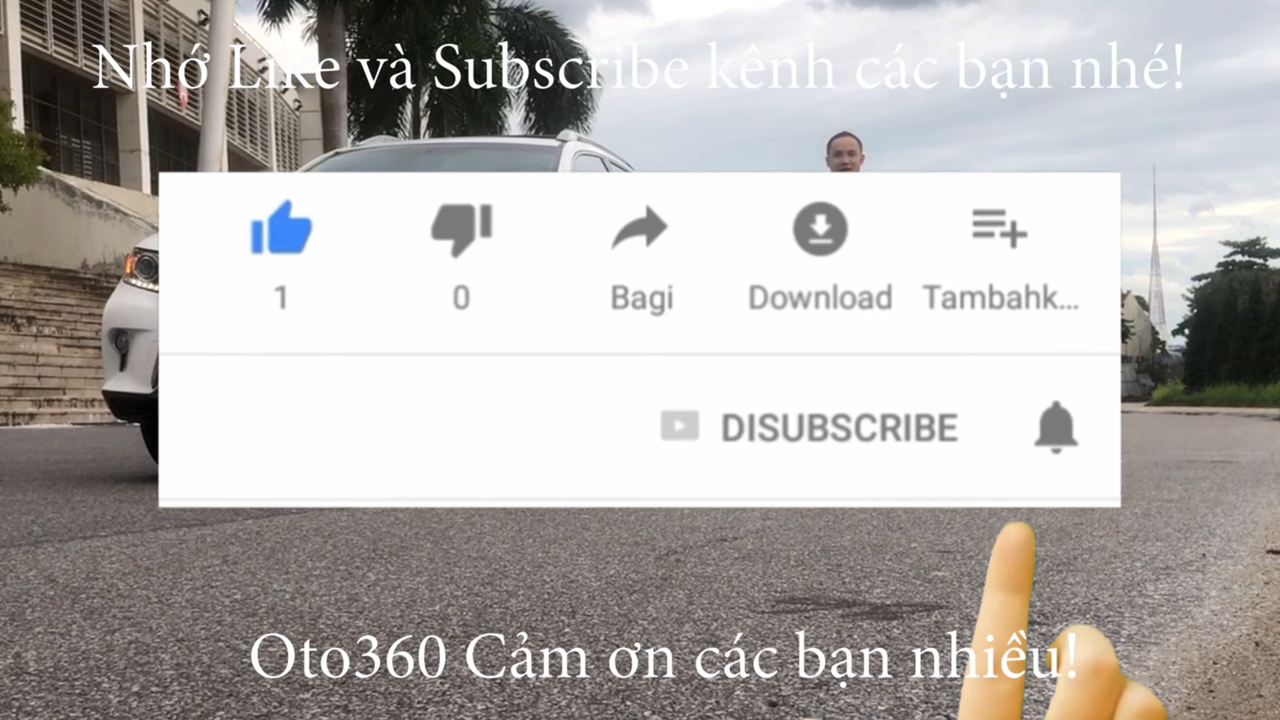 Nhớ Like và Subscribe kênh các bạn nhé!
1 0 Bagi Download Tambahk...
DISUBSCRIBE
Oto360 Cảm ơn các bạn nhiều!